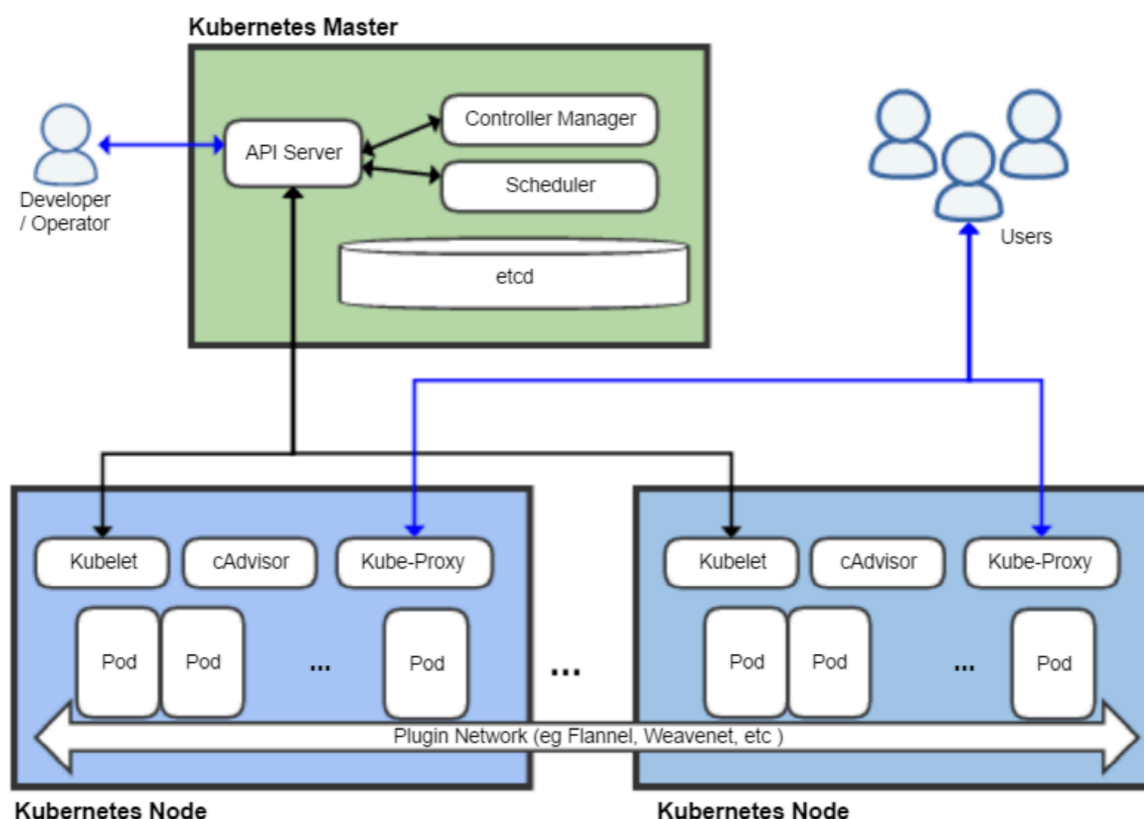 Kubernetes Master
Controller Manager
API Server
Scheduler
Developer
/ Operator
Users
etcd
Kubelet
cAdvisor
Kube-Proxy
Kubelet
cAdvisor
Kube-Proxy
Pod
Pod
...
Pod
...
Pod
Pod
...
Pod
Plugin Network (eg Flannel, Weavenet, etc )
Kubernetes Node
Kubernetes Node